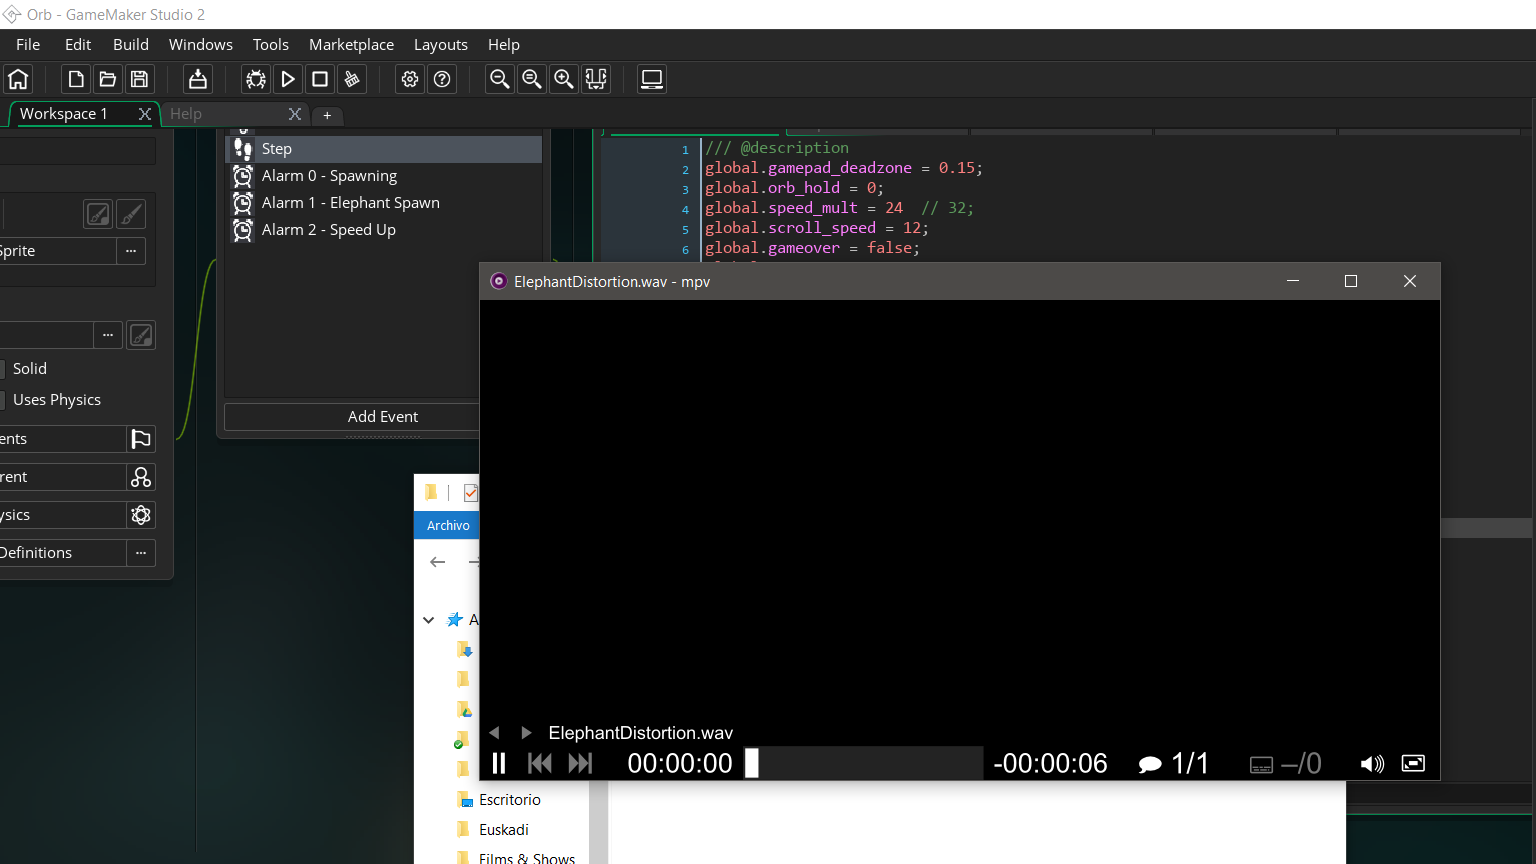 Orb - GameMaker Studio 2
File Edit Build Windows Tools Marketplace Layouts Help
Workspace 1 Help +
Step
Alarm 0 - Spawning
Alarm 1 - Elephant Spawn
Alarm 2 - Speed Up
Add Event
Sprite ...
...
Solid
Uses Physics
ents
rent
ysics
Definitions ...
1 /// @description
2 global.gamepad_deadzone = 0.15;
3 global.orb_hold = 0;
4 global.speed_mult = 24 // 32;
5 global.scroll_speed = 12;
6 global.gameover = false;
ElephantDistortion.wav - mpv
ElephantDistortion.wav
00:00:00 -00:00:06 1/1 –/0
Archivo
A
Escritorio
Euskadi
Films & Shows